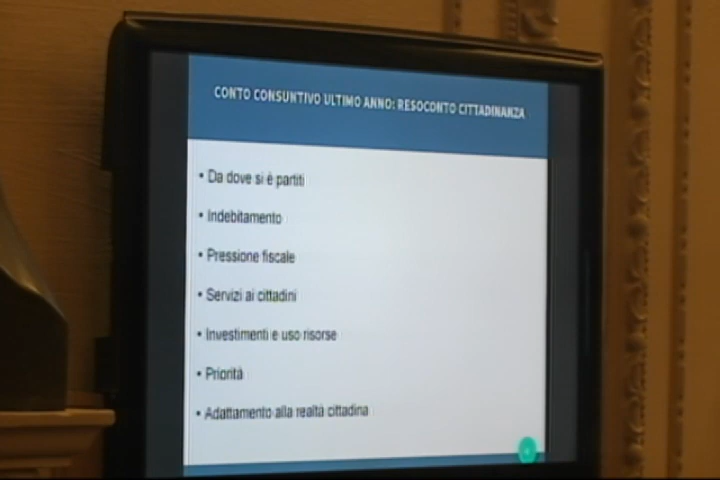 CONTO CONSUNTIVO ULTIMO ANNO: RESOCONTO CITTADINANZA
• Da dove si è partiti
• Indebitamento
• Pressione fiscale
• Servizi ai cittadini
• Investimenti e uso risorse
• Priorità
• Adattamento alla realtà cittadina